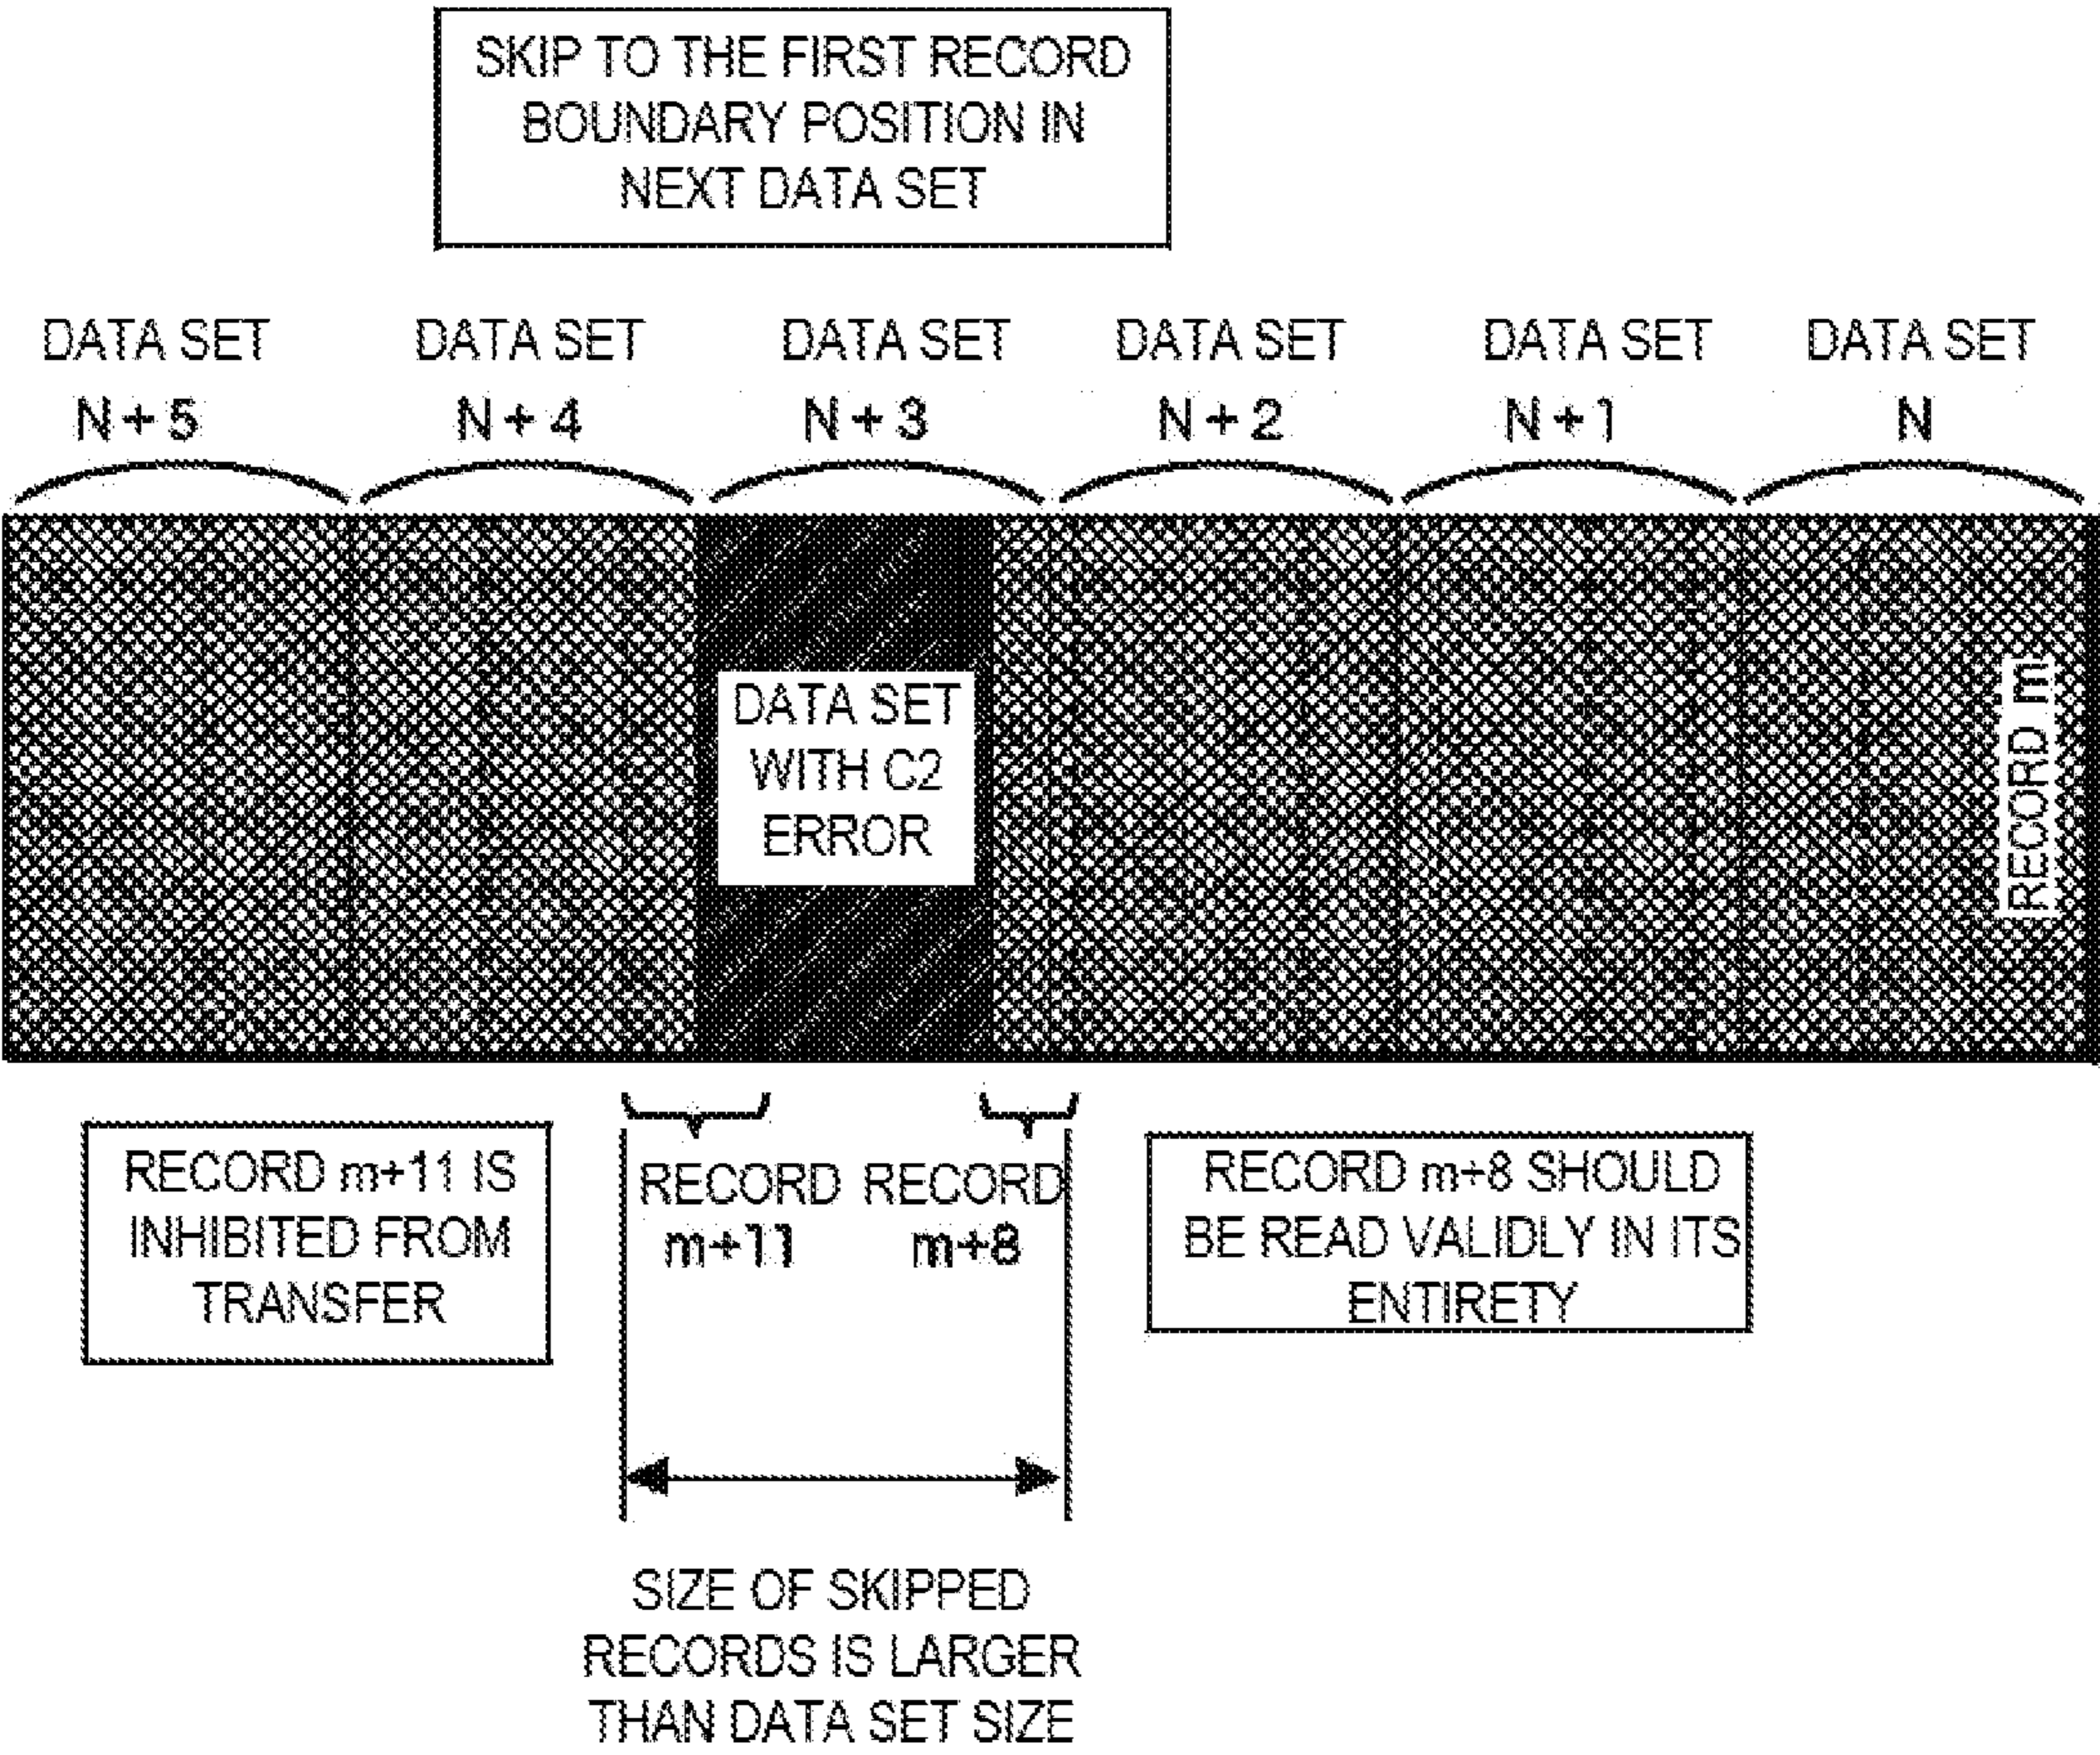 SKIP TO THE FIRST RECORD
BOUNDARY POSITION IN
NEXT DATA SET
DATA SET
N+5
DATA SET
N+4
DATA SET
N+3
DATA SET
N+2
DATA SET
N+1
DATA SET
N
DATA SET
WITH C2
ERROR
RECORD m
RECORD m+11 IS
INHIBITED FROM
TRANSFER
RECORD
m+11
RECORD
m+8
RECORD m+8 SHOULD
BE READ VALIDLY IN ITS
ENTIRETY
SIZE OF SKIPPED
RECORDS IS LARGER
THAN DATA SET SIZE